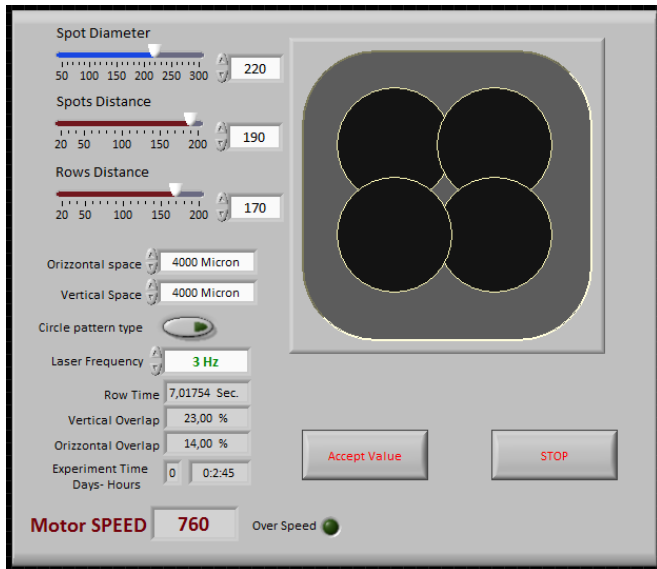 Spot Diameter
50 100 150 200 250 300
220
Spots Distance
20 50 100 150 200
190
Rows Distance
20 50 100 150 200
170
Orizzontal space 4000 Micron
Vertical Space 4000 Micron
Circle pattern type
Laser Frequency 3 Hz
Row Time 7,01754 Sec.
Vertical Overlap 23,00 %
Orizzontal Overlap 14,00 %
Experiment Time
Days- Hours
0 0:2:45
Accept Value
STOP
Motor SPEED 760 Over Speed